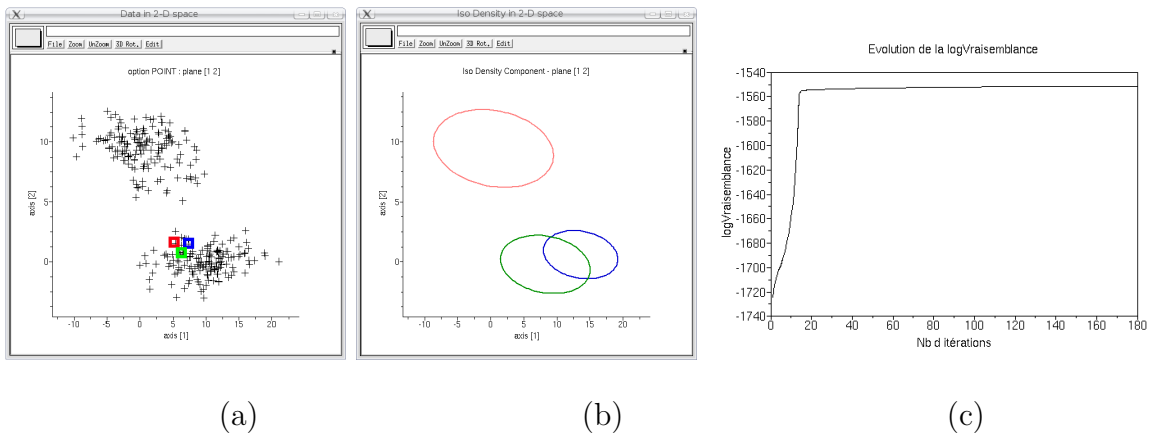 X Data in 2-D space
File Zoom UnZoom 3D Rot. Edit
option POINT : plane [1 2]
10
5
0
axis [2]
-10 -5 0 5 10 15 20
axis [1]
(a)
X Iso Density in 2-D space
File Zoom UnZoom 3D Rot. Edit
Iso Density Component - plane [1 2]
10
5
0
axis [2]
-10 -5 0 5 10 15 20
axis [1]
(b)
Evolution de la logVraisemblance
-1540
-1560
-1580
-1600
-1620
-1640
-1660
-1680
-1700
-1720
-1740
logVraisemblance
0 20 40 60 80 100 120 140 160 180
Nb d itérations
(c)